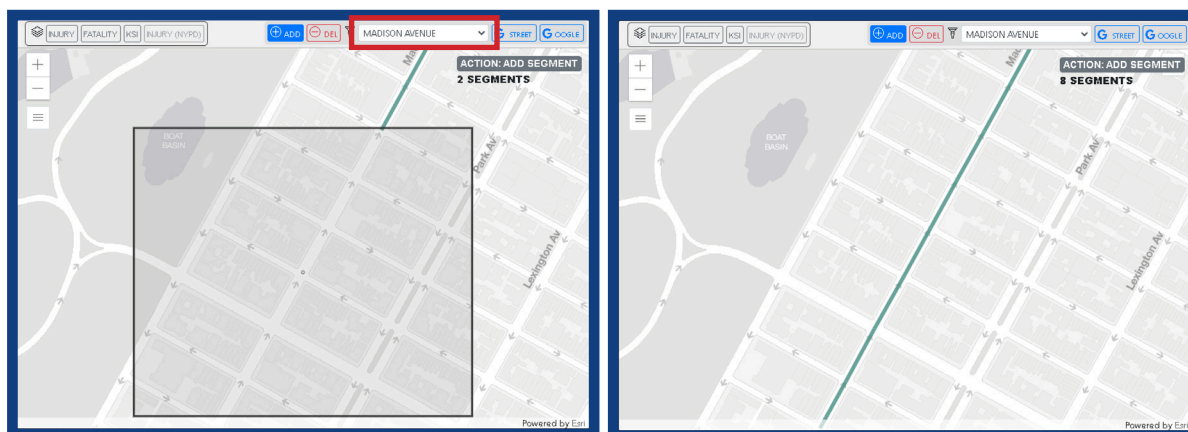 INJURY FATALITY KSI INJURY (NYPD) ADD DEL MADISON AVENUE G STREET G OOGLE
ACTION: ADD SEGMENT
2 SEGMENTS
BOAT
BASIN
Park Av
Lexington Av
Powered by Esri
INJURY FATALITY KSI INJURY (NYPD) ADD DEL MADISON AVENUE G STREET G OOGLE
ACTION: ADD SEGMENT
8 SEGMENTS
BOAT
BASIN
Park Av
Lexington Av
Powered by Esri